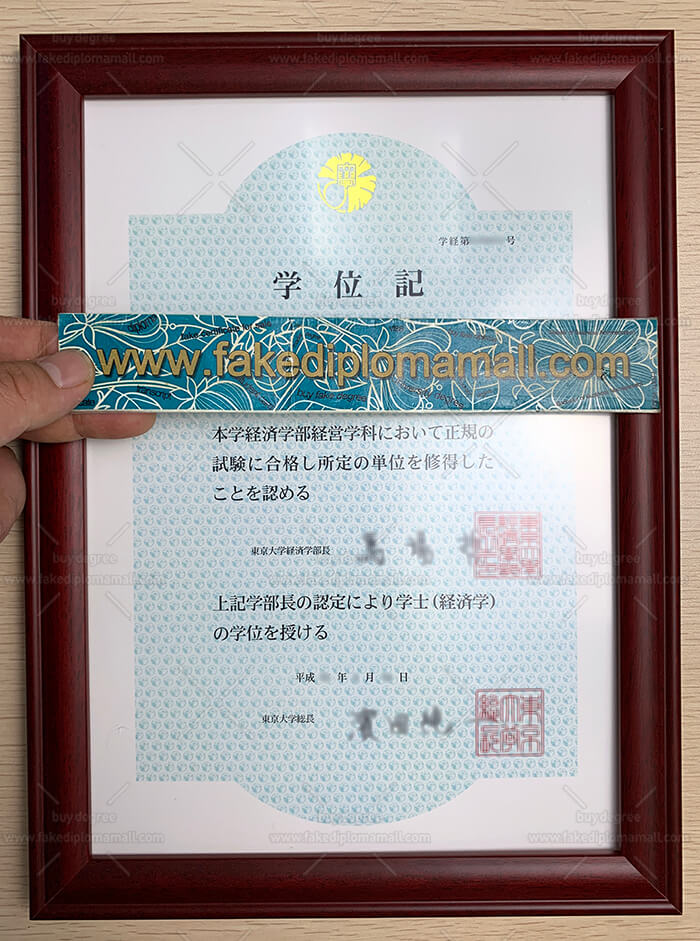 buydegree
www.fakediplomamall.com
学経第 号
学位記
www.fakediplomamall.com
buy fake degree
本学経済学部経営学科において正規の
試験に合格し所定の単位を修得した
ことを認める
東京大学経済学部長
上記学部長の認定により学士(経済学)
の学位を授ける
平成 年 月 日
東京大学総長